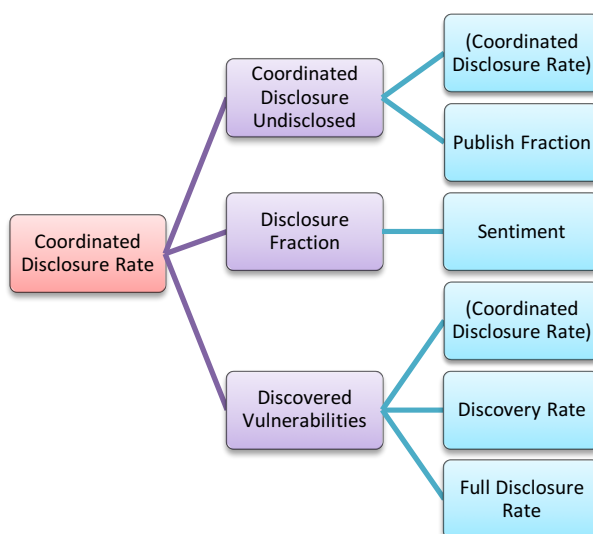 Coordinated
Disclosure Rate
Coordinated
Disclosure
Undisclosed
(Coordinated
Disclosure Rate)
Publish Fraction
Disclosure
Fraction
Sentiment
Discovered
Vulnerabilities
(Coordinated
Disclosure Rate)
Discovery Rate
Full Disclosure
Rate